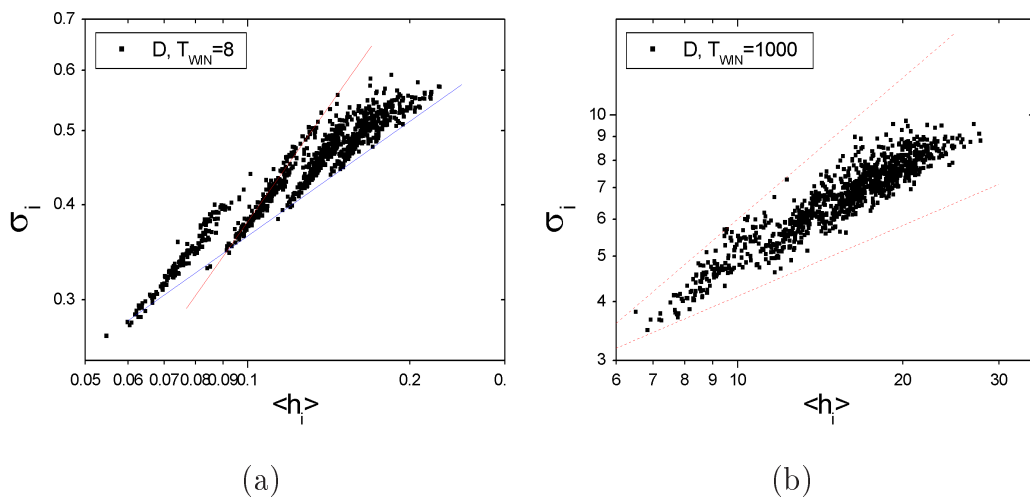 0.7
D, T_WIN=8
0.6
0.5
0.4
0.3
σ_i
0.05 0.06 0.07 0.08 0.09 0.1 0.2 0.
<h_i>
(a)
D, T_WIN=1000
10
9
8
7
6
5
4
3
σ_i
6 7 8 9 10 20 30
<h_i>
(b)